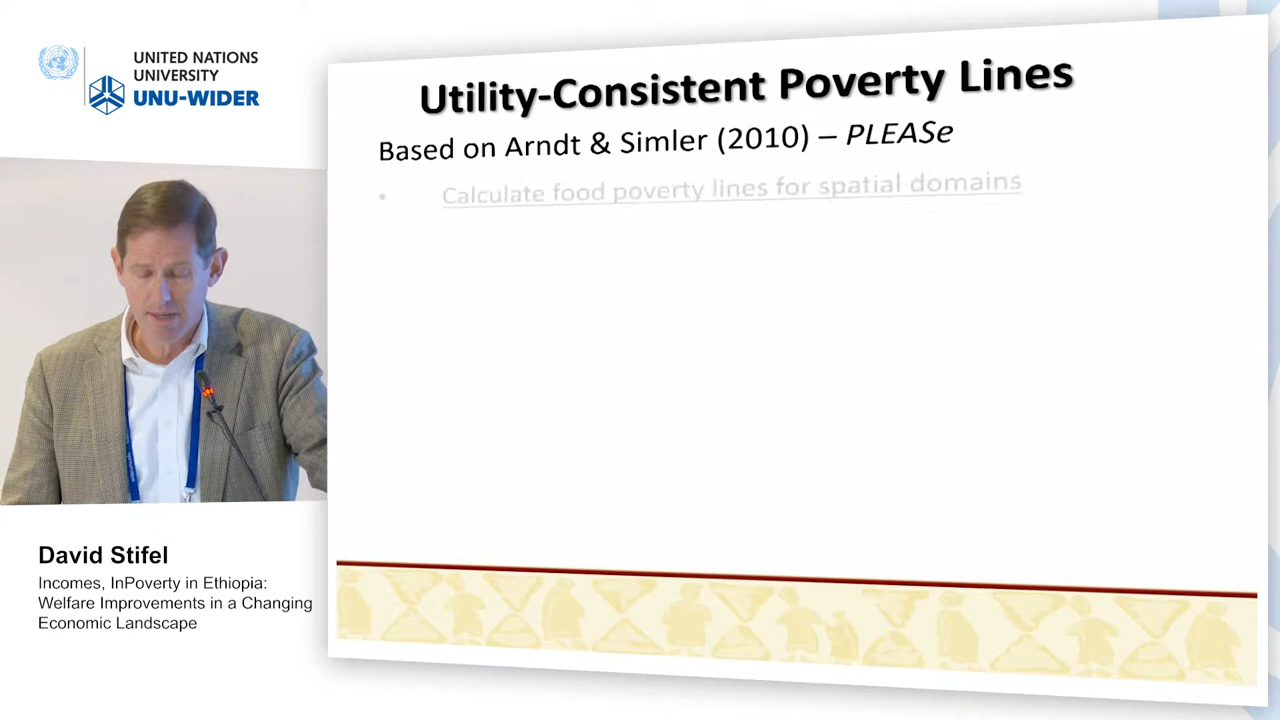 UNITED NATIONS
UNIVERSITY
UNU-WIDER
Utility-Consistent Poverty Lines
Based on Arndt & Simler (2010) – PLEASe
• Calculate food poverty lines for spatial domains
David Stifel
Incomes, InPoverty in Ethiopia:
Welfare Improvements in a Changing
Economic Landscape